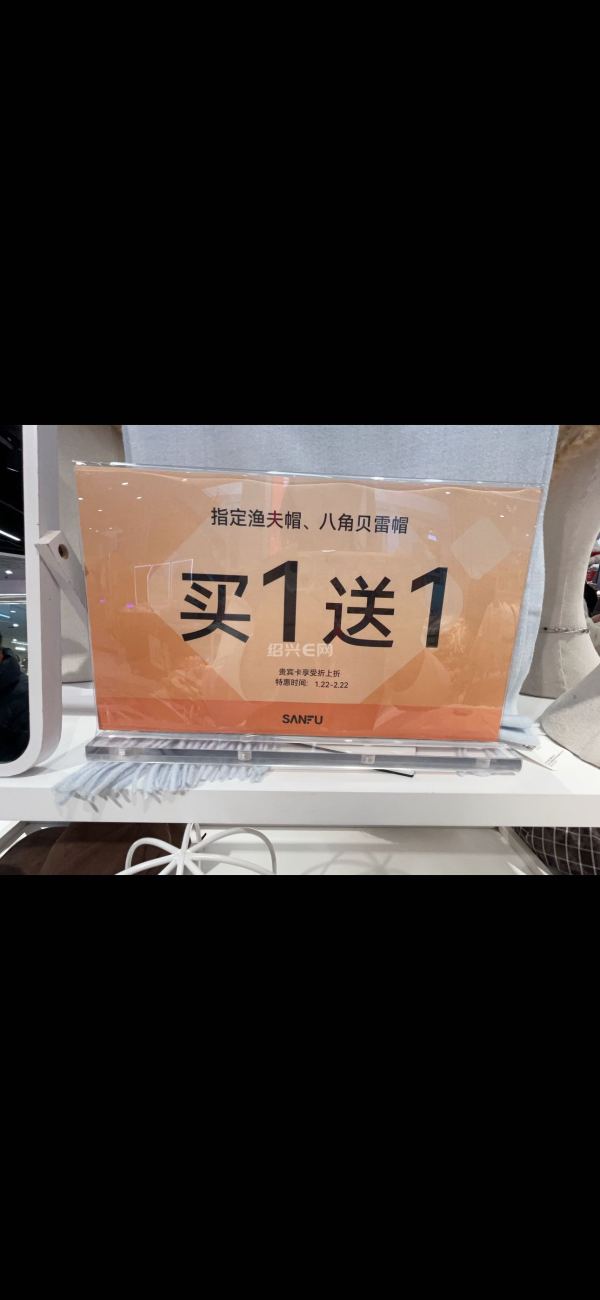 指定渔夫帽、八角贝雷帽
买1送1
绍兴E网
贵宾卡享受折上折
特惠时间: 1.22-2.22
SANFU